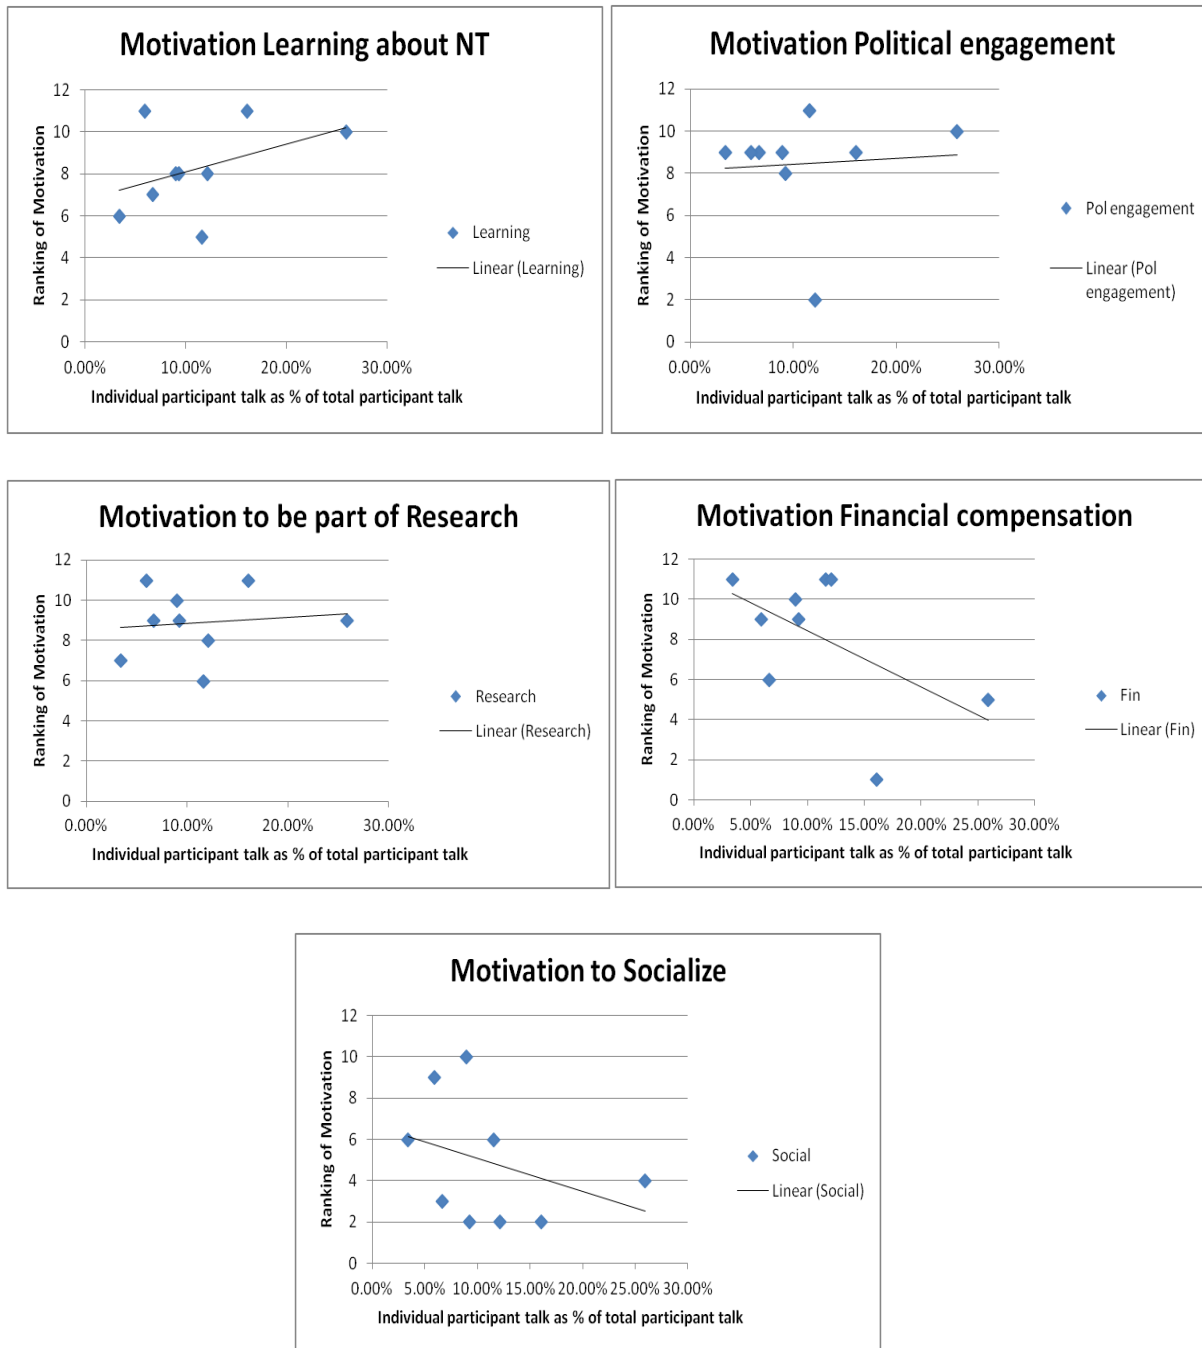 Motivation Learning about NT
12
10
8
6
4
2
0
Ranking of Motivation
0.00% 10.00% 20.00% 30.00%
Individual participant talk as % of total participant talk
Learning
Linear (Learning)
Motivation Political engagement
12
10
8
6
4
2
0
Ranking of Motivation
0.00% 10.00% 20.00% 30.00%
Individual participant talk as % of total participant talk
Pol engagement
Linear (Pol
engagement)
Motivation to be part of Research
12
10
8
6
4
2
0
Ranking of Motivation
0.00% 10.00% 20.00% 30.00%
Individual participant talk as % of total participant talk
Research
Linear (Research)
Motivation Financial compensation
12
10
8
6
4
2
0
Ranking of Motivation
0.00% 5.00% 10.00% 15.00% 20.00% 25.00% 30.00%
Individual participant talk as % of total participant talk
Fin
Linear (Fin)
Motivation to Socialize
12
10
8
6
4
2
0
Ranking of Motivation
0.00% 5.00% 10.00% 15.00% 20.00% 25.00% 30.00%
Individual participant talk as % of total participant talk
Social
Linear (Social)